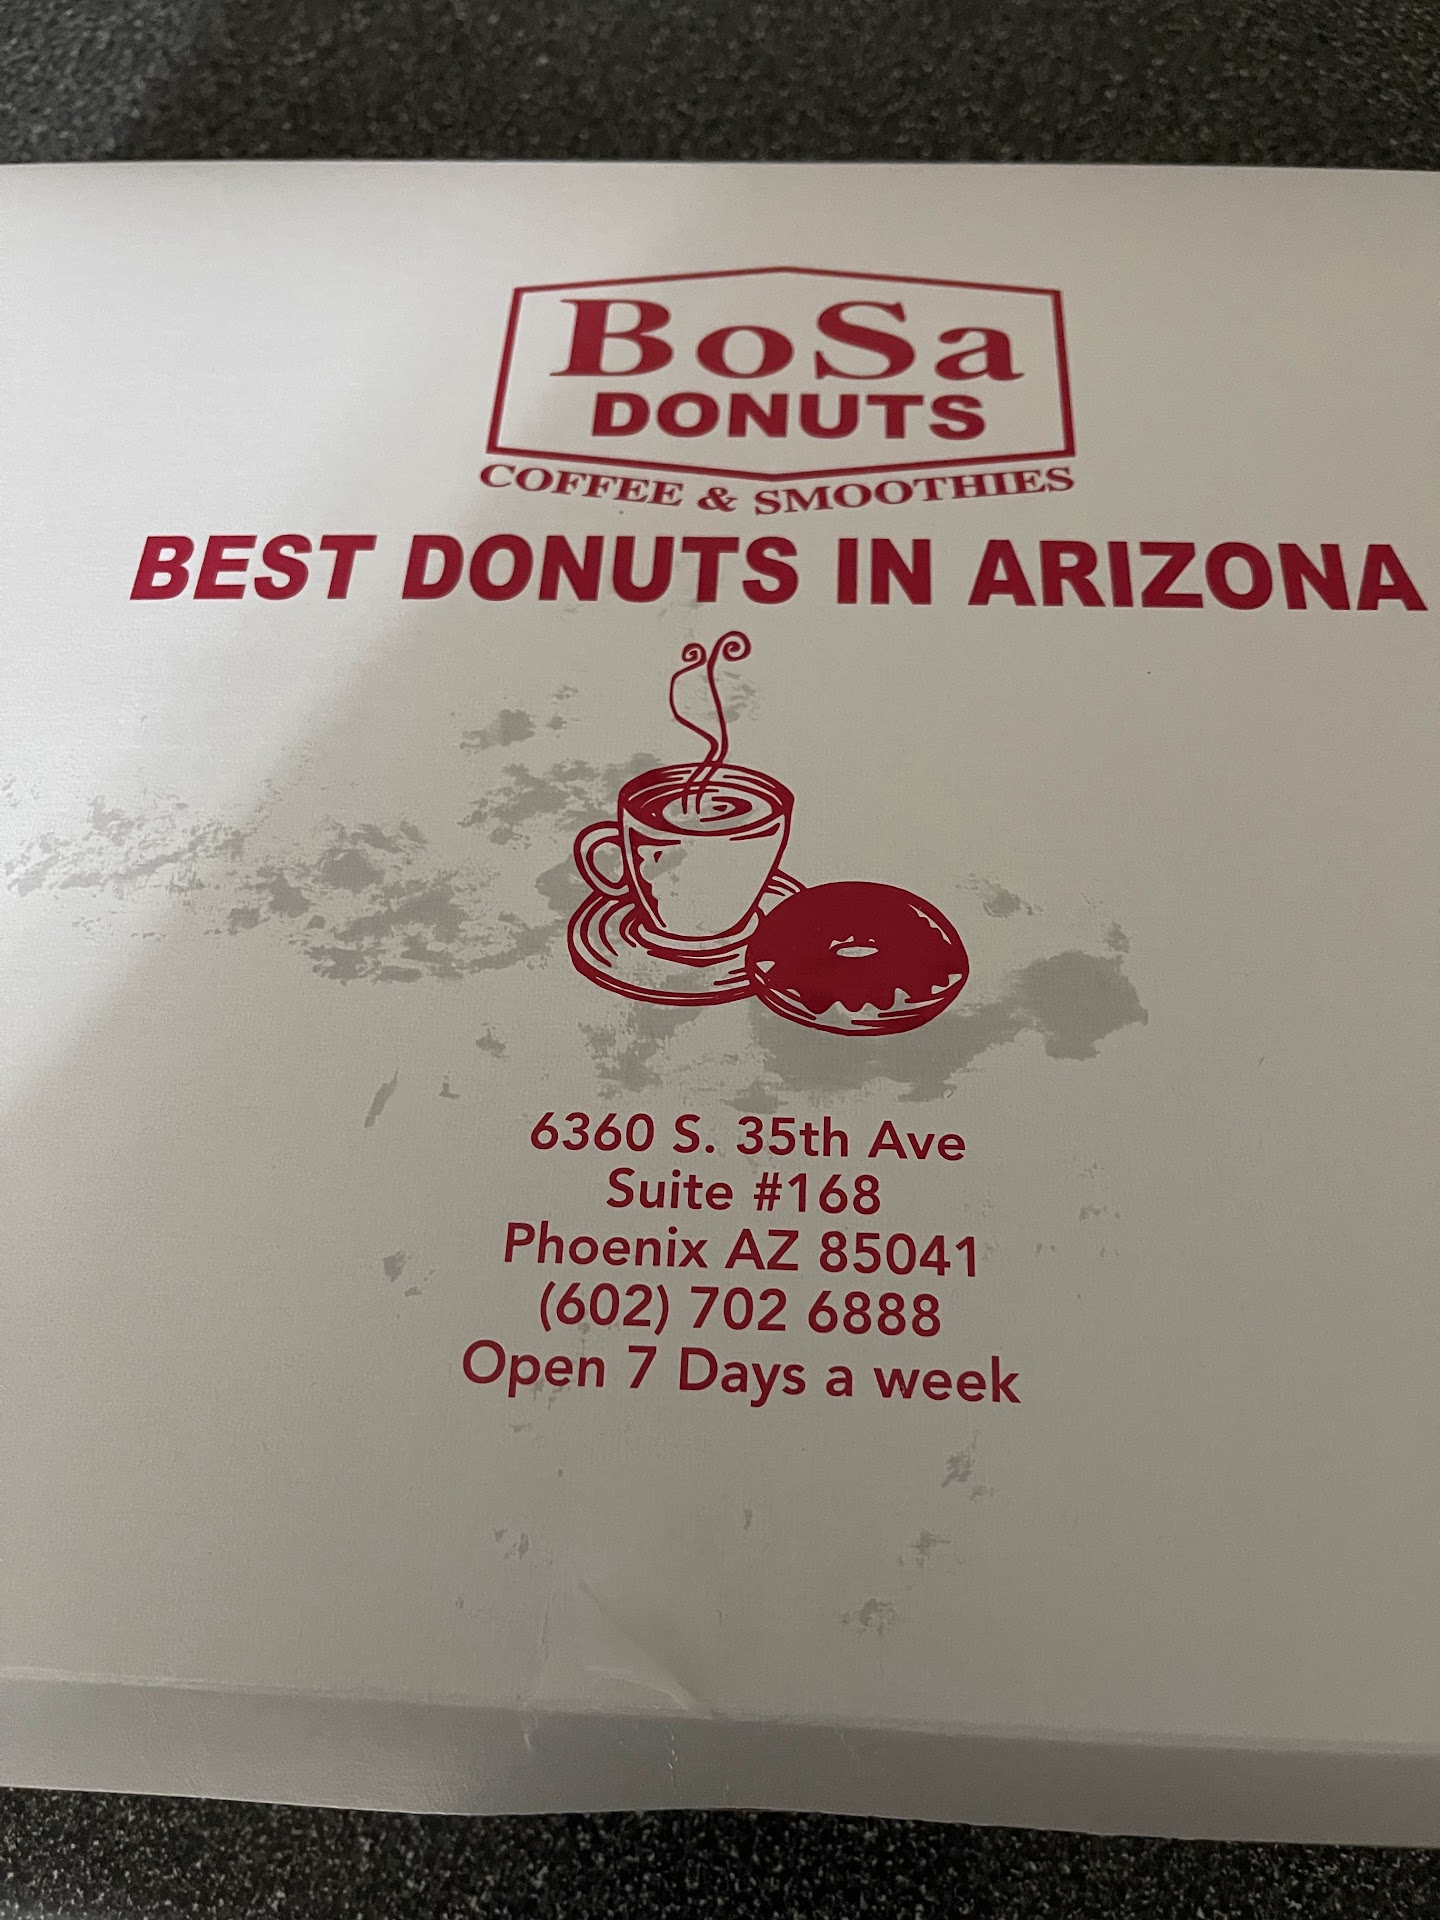 BoSa
DONUTS
COFFEE & SMOOTHIES
BEST DONUTS IN ARIZONA
6360 S. 35th Ave
Suite #168
Phoenix AZ 85041
(602) 702 6888
Open 7 Days a week